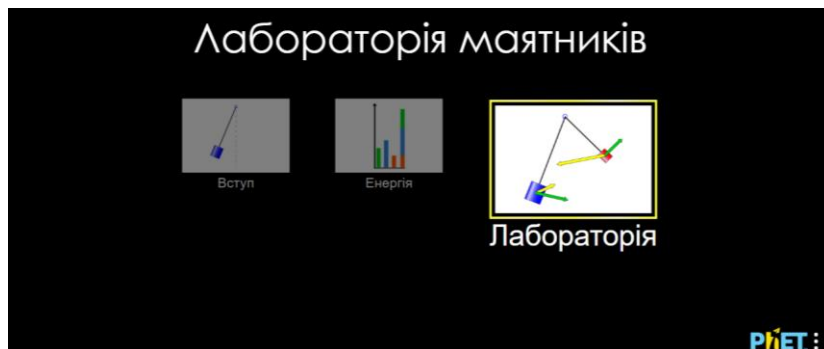 Лабораторія маятників
Вступ
Енергія
Лабораторія
PhET